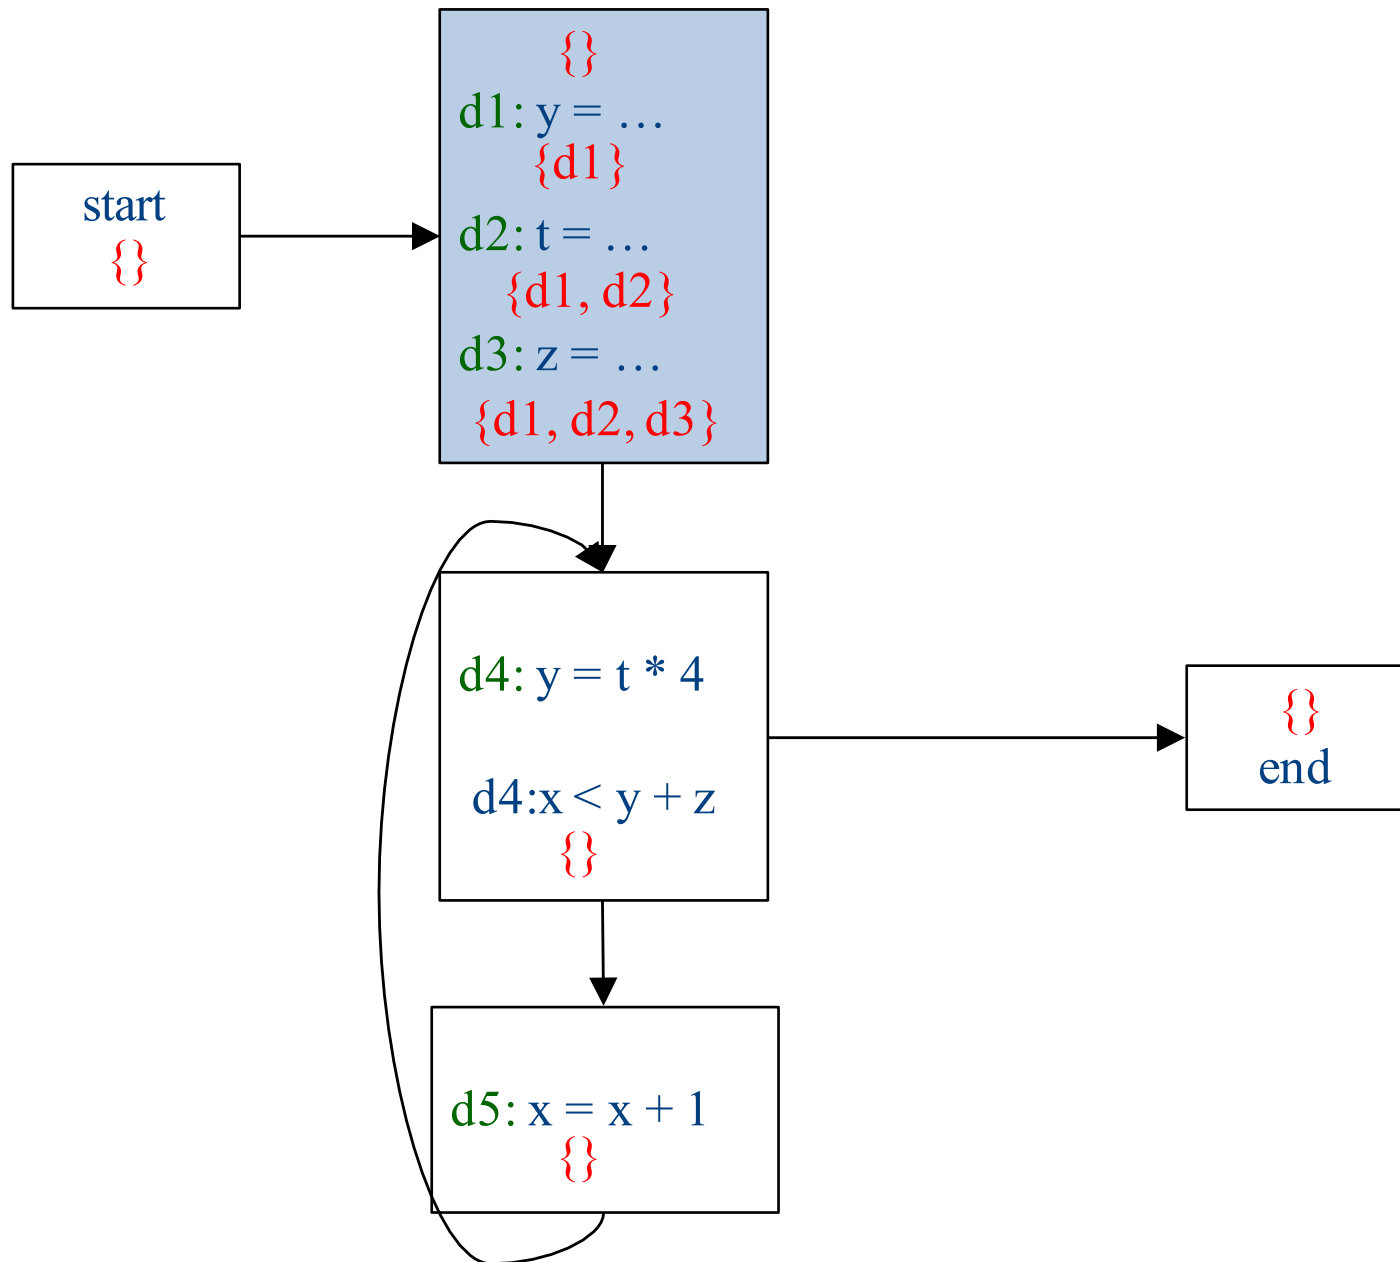 start
{}
{}
d1: y = …
{d1}
d2: t = …
{d1, d2}
d3: z = …
{d1, d2, d3}
d4: y = t * 4
d4:x < y + z
{}
{}
end
d5: x = x + 1
{}